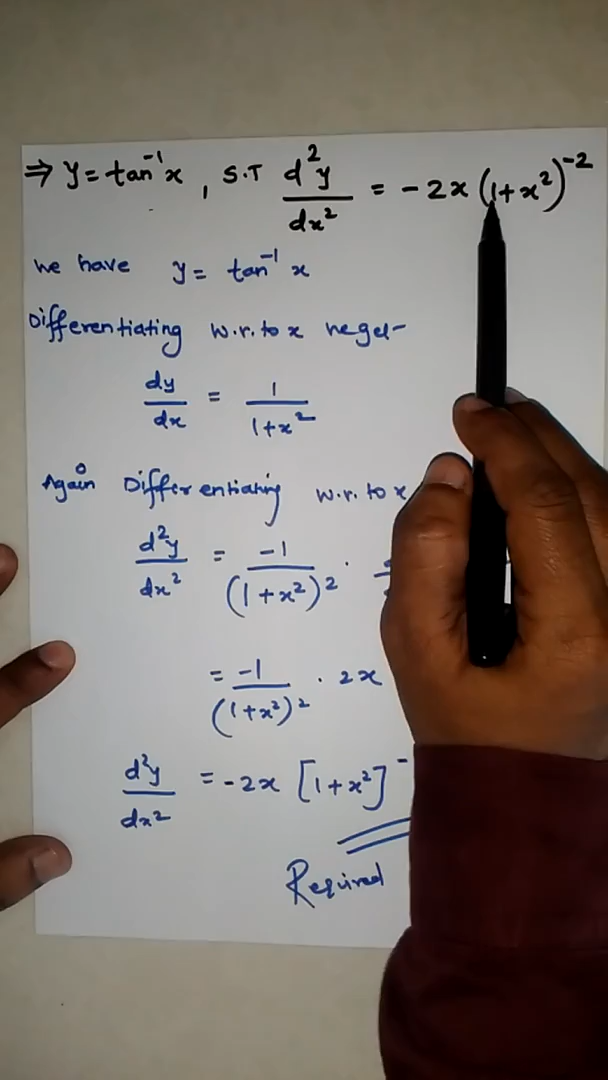 ⇒ y = tan⁻¹x , S.T d²y/dx² = -2x(1+x²)⁻²
We have y = tan⁻¹ x
Differentiating w.r.to x neget
dy/dx = 1/1+x²
Again Differentiating w.r.to x
d²y/dx² = -1/(1+x²)² ·
= -1/(1+x²)² . 2x
d²y/dx² = -2x [1+x²]⁻
Required